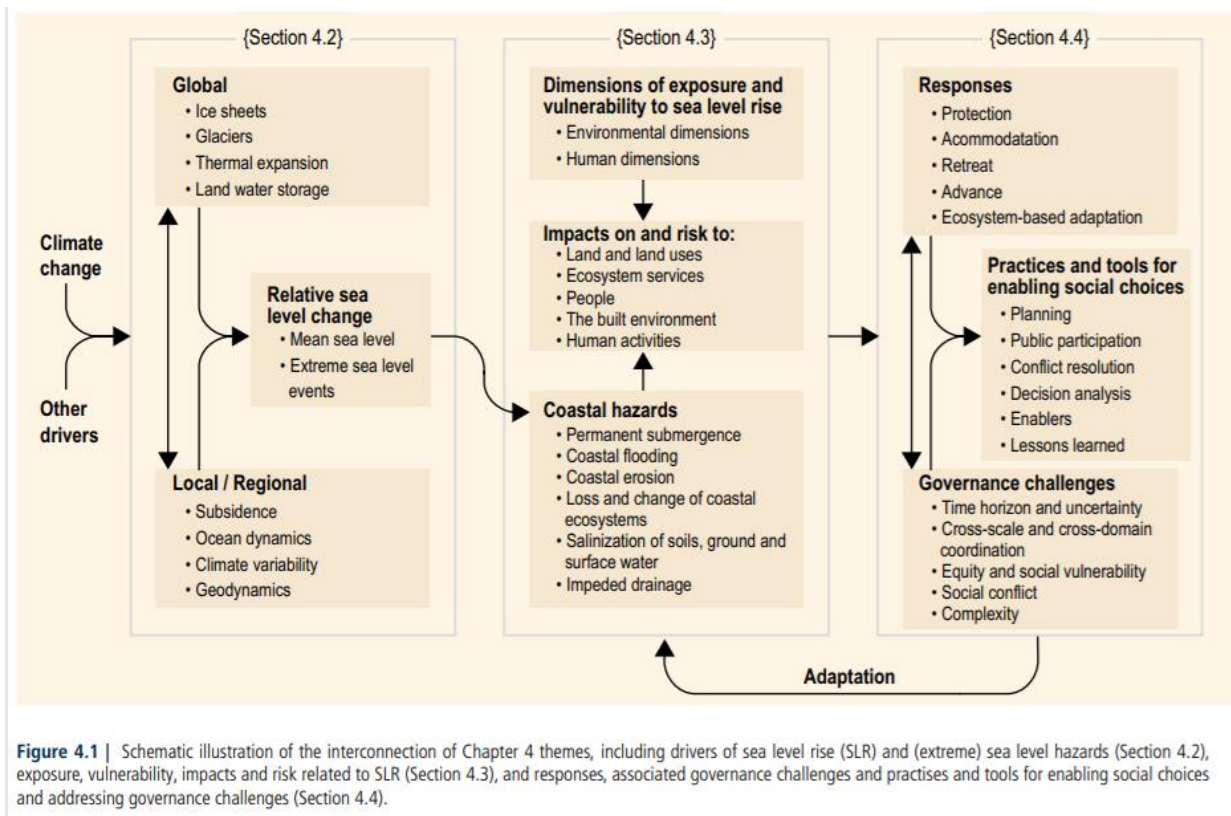 {Section 4.2}
Global
• Ice sheets
• Glaciers
• Thermal expansion
• Land water storage
Climate
change
Other
drivers
Relative sea
level change
• Mean sea level
• Extreme sea level
events
Local / Regional
• Subsidence
• Ocean dynamics
• Climate variability
• Geodynamics
{Section 4.3}
Dimensions of exposure and
vulnerability to sea level rise
• Environmental dimensions
• Human dimensions
Impacts on and risk to:
• Land and land uses
• Ecosystem services
• People
• The built environment
• Human activities
Coastal hazards
• Permanent submergence
• Coastal flooding
• Coastal erosion
• Loss and change of coastal
ecosystems
• Salinization of soils, ground and
surface water
• Impeded drainage
{Section 4.4}
Responses
• Protection
• Acommodatation
• Retreat
• Advance
• Ecosystem-based adaptation
Practices and tools for
enabling social choices
• Planning
• Public participation
• Conflict resolution
• Decision analysis
• Enablers
• Lessons learned
Governance challenges
• Time horizon and uncertainty
• Cross-scale and cross-domain
coordination
• Equity and social vulnerability
• Social conflict
• Complexity
Adaptation
Figure 4.1 | Schematic illustration of the interconnection of Chapter 4 themes, including drivers of sea level rise (SLR) and (extreme) sea level hazards (Section 4.2),
exposure, vulnerability, impacts and risk related to SLR (Section 4.3), and responses, associated governance challenges and practises and tools for enabling social choices
and addressing governance challenges (Section 4.4).